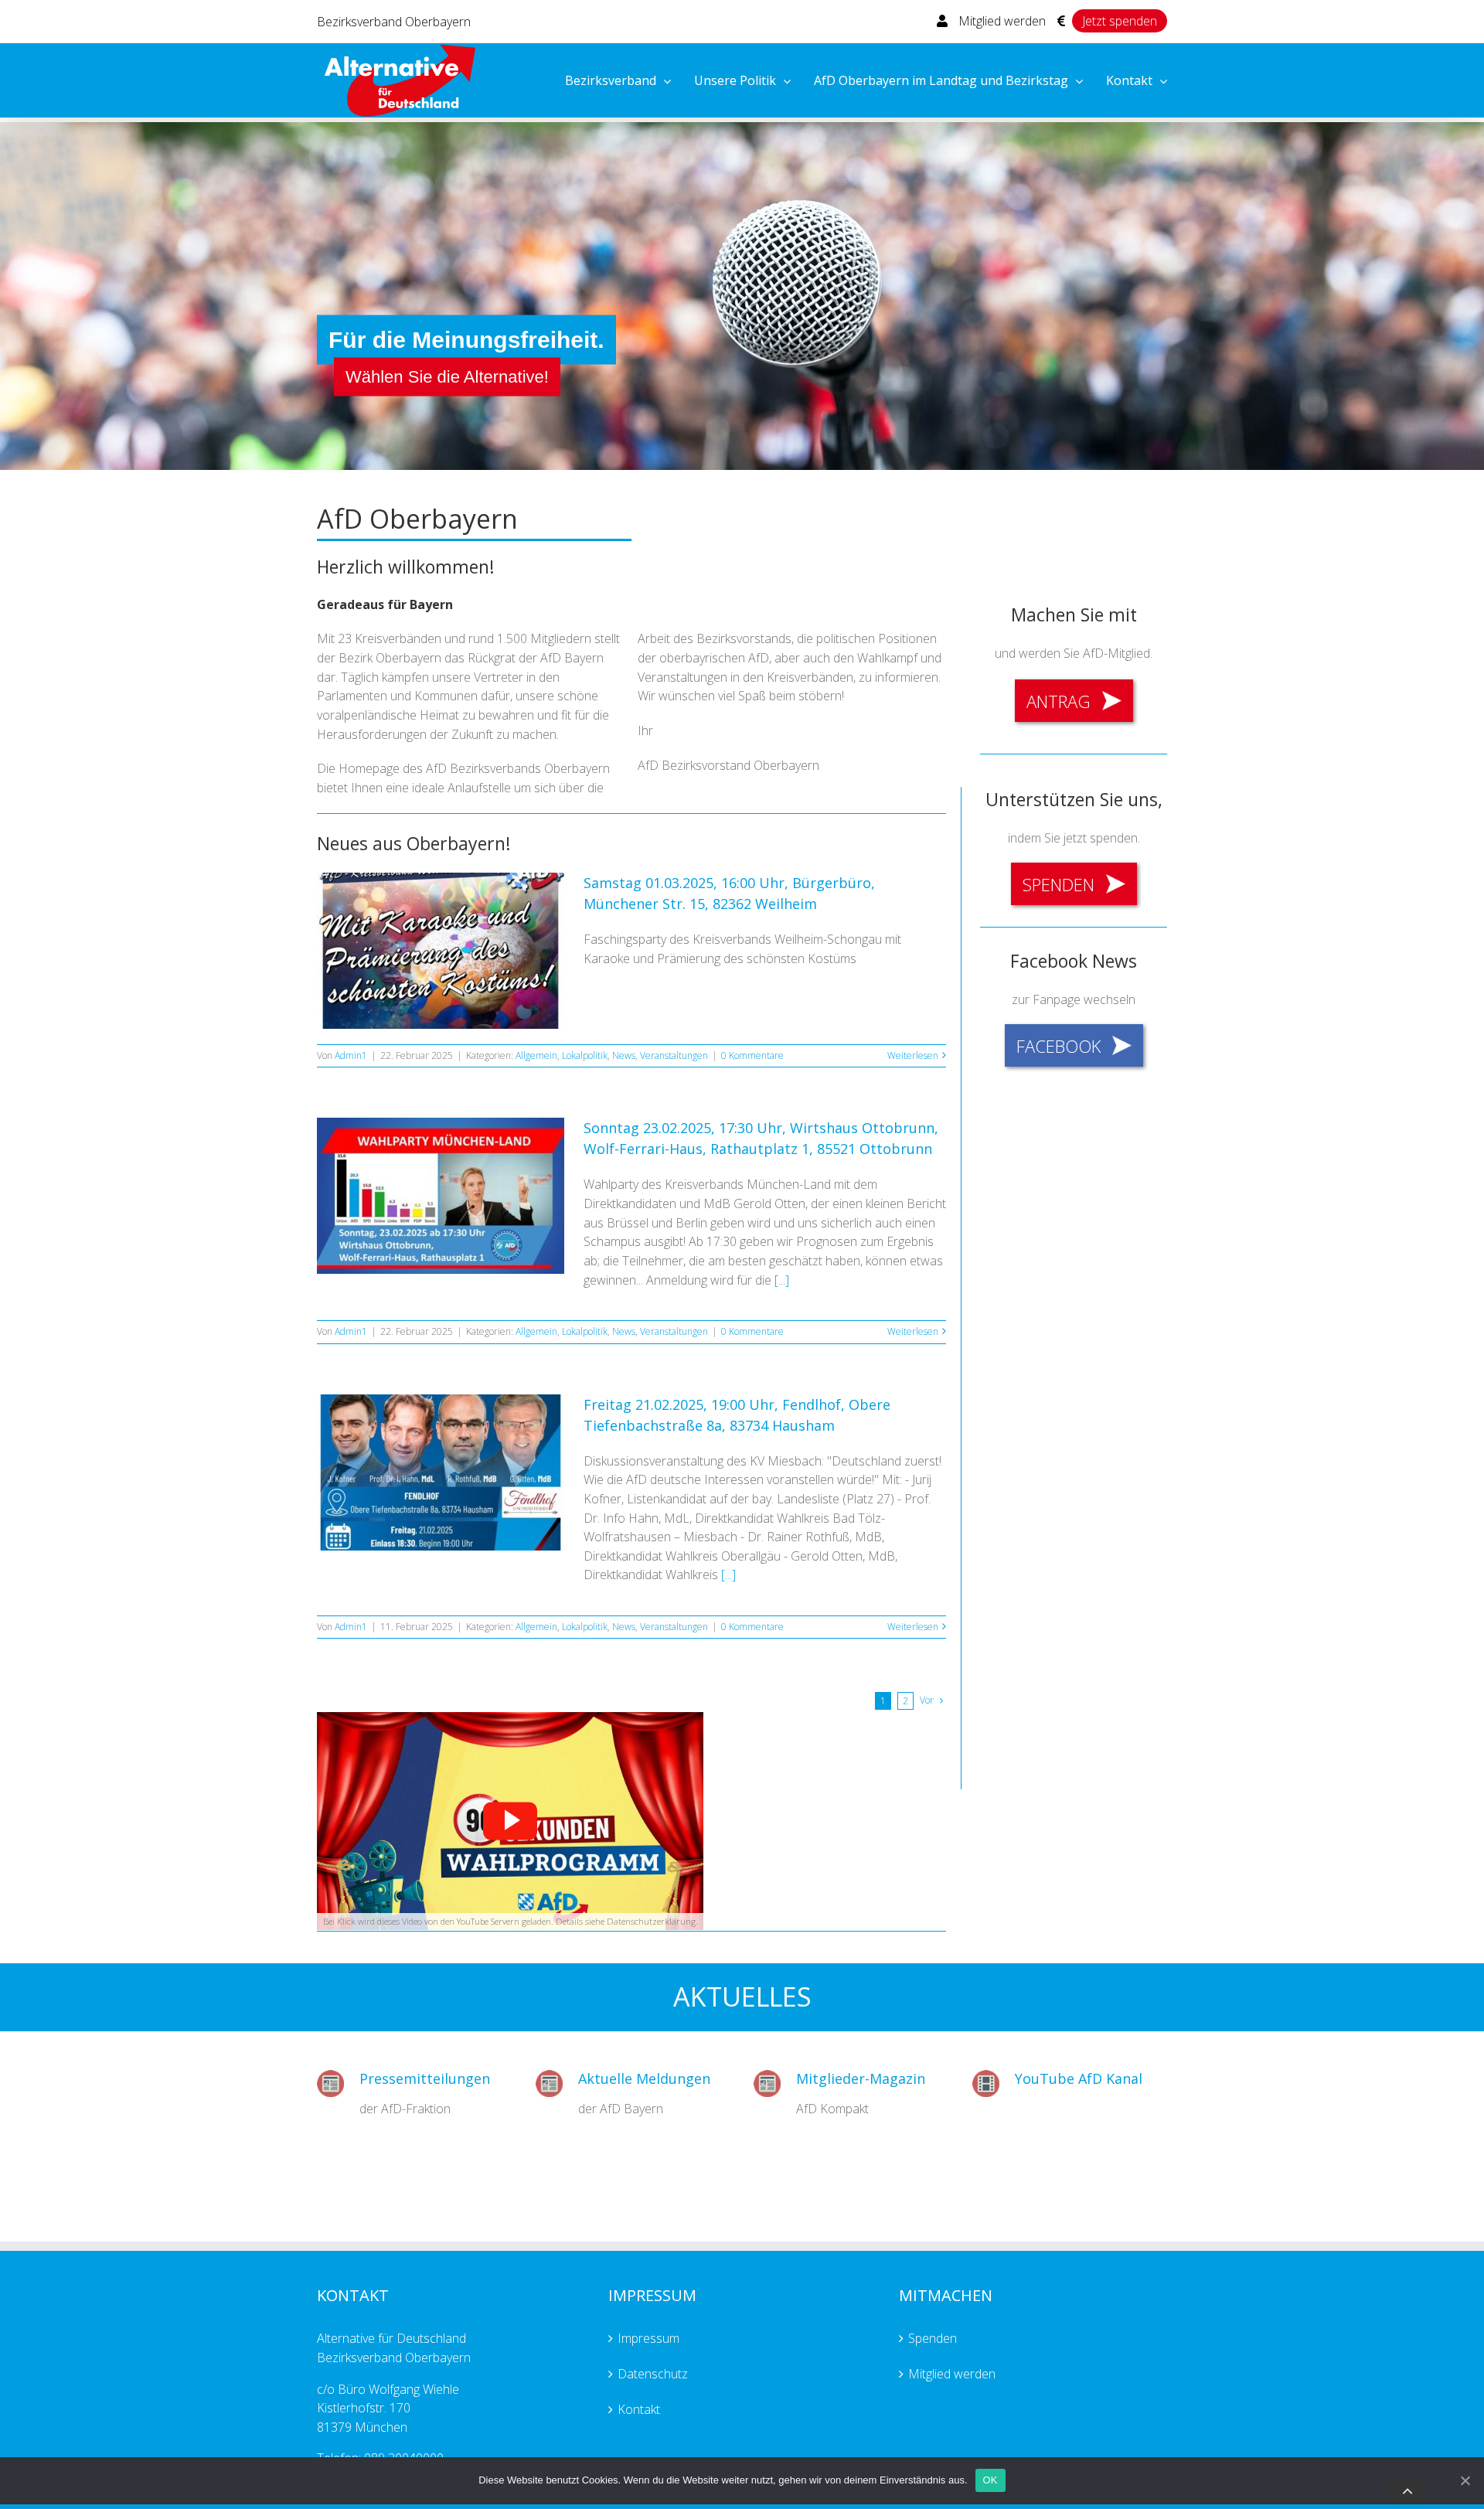 Bezirksverband Oberbayern
Mitglied werden
Jetzt spenden
Alternative
für
Deutschland
Bezirksverband
Unsere Politik
AfD Oberbayern im Landtag und Bezirkstag
Kontakt
Für die Meinungsfreiheit.
Wählen Sie die Alternative!
AfD Oberbayern
Herzlich willkommen!
Geradeaus für Bayern
Mit 23 Kreisverbänden und rund 1.500 Mitgliedern stellt
der Bezirk Oberbayern das Rückgrat der AfD Bayern
dar. Täglich kämpfen unsere Vertreter in den
Parlamenten und Kommunen dafür, unsere schöne
voralpenländische Heimat zu bewahren und fit für die
Herausforderungen der Zukunft zu machen.
Die Homepage des AfD Bezirksverbands Oberbayern
bietet Ihnen eine ideale Anlaufstelle um sich über die
Arbeit des Bezirksvorstands, die politischen Positionen
der oberbayrischen AfD, aber auch den Wahlkampf und
Veranstaltungen in den Kreisverbänden, zu informieren.
Wir wünschen viel Spaß beim stöbern!
Ihr
AfD Bezirksvorstand Oberbayern
Machen Sie mit
und werden Sie AfD-Mitglied.
ANTRAG
Unterstützen Sie uns,
indem Sie jetzt spenden.
SPENDEN
Facebook News
zur Fanpage wechseln
FACEBOOK
Neues aus Oberbayern!
Mit Karaoke und
Prämierung des
schönsten Kostüms!
Samstag 01.03.2025, 16:00 Uhr, Bürgerbüro,
Münchener Str. 15, 82362 Weilheim
Faschingsparty des Kreisverbands Weilheim-Schongau mit
Karaoke und Prämierung des schönsten Kostüms
Von Admin1 | 22. Februar 2025 | Kategorien: Allgemein, Lokalpolitik, News, Veranstaltungen | 0 Kommentare
Weiterlesen
WAHLPARTY MÜNCHEN-LAND
Sonntag, 23.02.2025 ab 17:30 Uhr
Wirtshaus Ottobrunn,
Wolf-Ferrari-Haus, Rathausplatz 1
Sonntag 23.02.2025, 17:30 Uhr, Wirtshaus Ottobrunn,
Wolf-Ferrari-Haus, Rathautplatz 1, 85521 Ottobrunn
Wahlparty des Kreisverbands München-Land mit dem
Direktkandidaten und MdB Gerold Otten, der einen kleinen Bericht
aus Brüssel und Berlin geben wird und uns sicherlich auch einen
Schampus ausgibt! Ab 17:30 geben wir Prognosen zum Ergebnis
ab; die Teilnehmer, die am besten geschätzt haben, können etwas
gewinnen... Anmeldung wird für die [...]
Von Admin1 | 22. Februar 2025 | Kategorien: Allgemein, Lokalpolitik, News, Veranstaltungen | 0 Kommentare
Weiterlesen
J. Kofner, Prof. Dr. I. Hahn, MdL R. Rothfuß, MdB G. Otten, MdB
FENDLHOF
Obere Tiefenbachstraße 8a, 83734 Hausham
Fendlhof
Freitag, 21.02.2025
Einlass 18:30, Beginn 19:00 Uhr
Freitag 21.02.2025, 19:00 Uhr, Fendlhof, Obere
Tiefenbachstraße 8a, 83734 Hausham
Diskussionsveranstaltung des KV Miesbach: "Deutschland zuerst!
Wie die AfD deutsche Interessen voranstellen würde!" Mit: - Jurij
Kofner, Listenkandidat auf der bay. Landesliste (Platz 27) - Prof.
Dr. Info Hahn, MdL, Direktkandidat Wahlkreis Bad Tölz-
Wolfratshausen – Miesbach - Dr. Rainer Rothfuß, MdB,
Direktkandidat Wahlkreis Oberallgäu - Gerold Otten, MdB,
Direktkandidat Wahlkreis [...]
Von Admin1 | 11. Februar 2025 | Kategorien: Allgemein, Lokalpolitik, News, Veranstaltungen | 0 Kommentare
Weiterlesen
1 2 Vor
90 SEKUNDEN
WAHLPROGRAMM
AfD
Bei Klick wird dieses Video von den YouTube Servern geladen. Details siehe Datenschutzerklärung.
AKTUELLES
Pressemitteilungen
der AfD-Fraktion
Aktuelle Meldungen
der AfD Bayern
Mitglieder-Magazin
AfD Kompakt
YouTube AfD Kanal
KONTAKT
Alternative für Deutschland
Bezirksverband Oberbayern
c/o Büro Wolfgang Wiehle
Kistlerhofstr. 170
81379 München
IMPRESSUM
Impressum
Datenschutz
Kontakt
MITMACHEN
Spenden
Mitglied werden
Diese Website benutzt Cookies. Wenn du die Website weiter nutzt, gehen wir von deinem Einverständnis aus.
OK